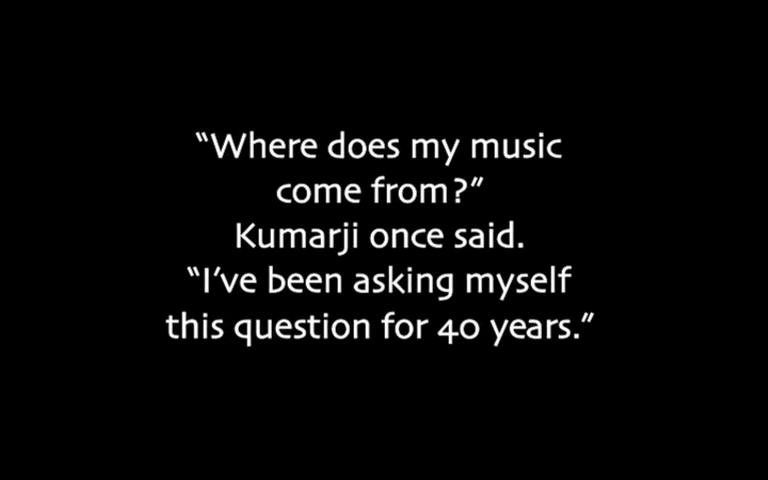 “Where does my music
come from?”
Kumarji once said.
“I’ve been asking myself
this question for 40 years.”